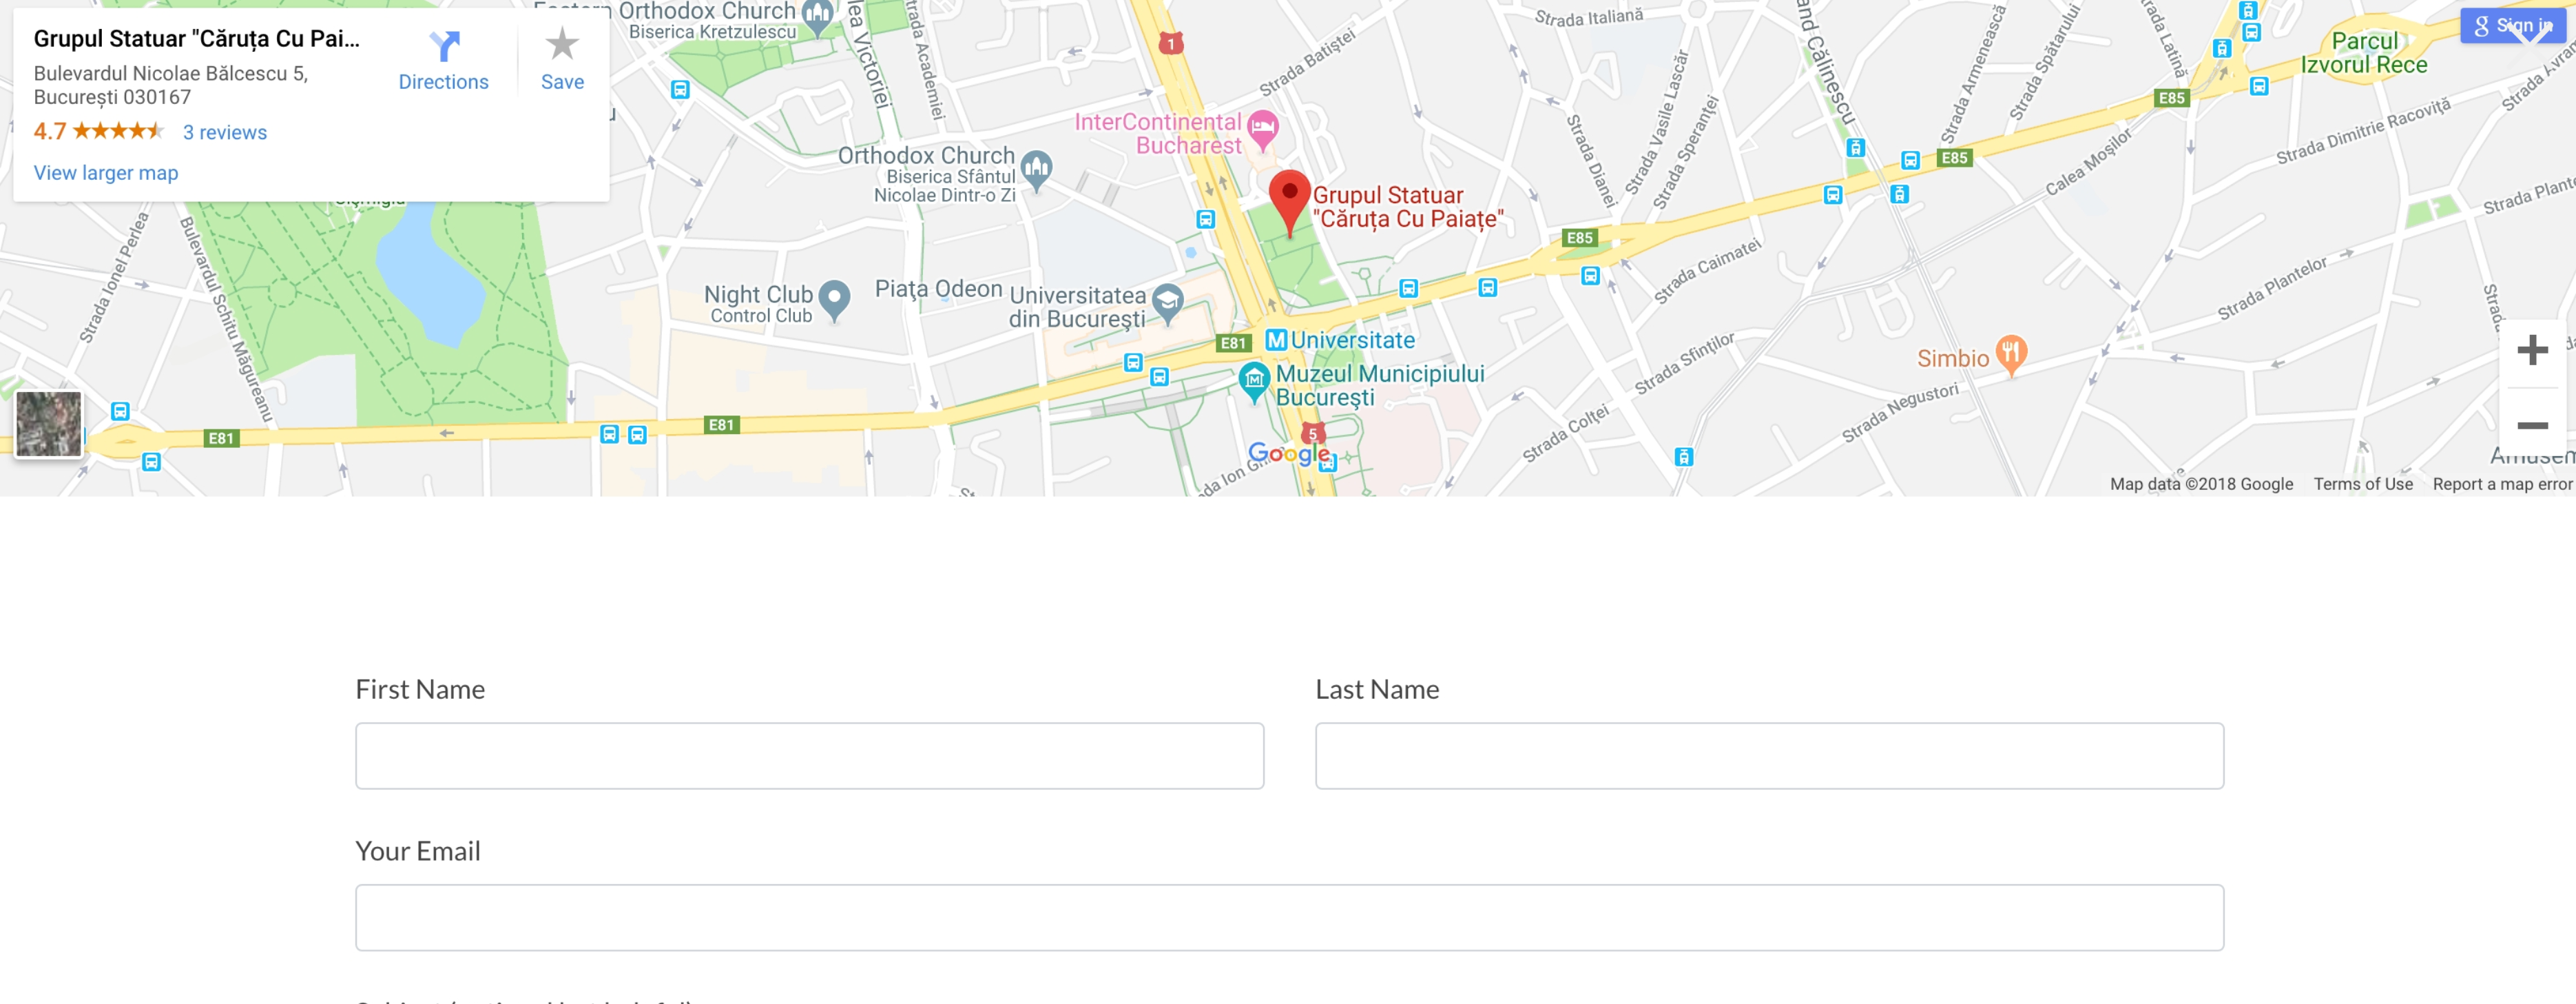 Grupul Statuar "Căruța Cu Pai...
Bulevardul Nicolae Bălcescu 5,
București 030167
4.7
3 reviews
View larger map
Directions
Save
Eastern Orthodox Church
Biserica Kretzulescu
Strada Academiei
Strada Italiană
Strada Batiștei
Sign in
Parcul
Izvorul Rece
E85
Strada Armenească
Strada Spătarului
Strada Dimitrie Racoviță
Calea Moșilor
Strada Vasile Lascăr
Strada Speranței
Strada Dianei
InterContinental
Bucharest
Orthodox Church
Biserica Sfântul
Nicolae Dintr-o Zi
Grupul Statuar
"Căruța Cu Paiațe"
E85
E85
Strada Caimatei
Strada Plantelor
Strada Ionel Perlea
Bulevardul Schitu Măgureanu
Night Club
Control Club
Piața Odeon
Universitatea
din București
E81
M Universitate
Muzeul Municipiului
București
Strada Sfinților
Simbio
Strada Negustori
Strada Colței
E81
E81
1
5
Google
Map data ©2018 Google
Terms of Use
Report a map error
First Name
Last Name
Your Email